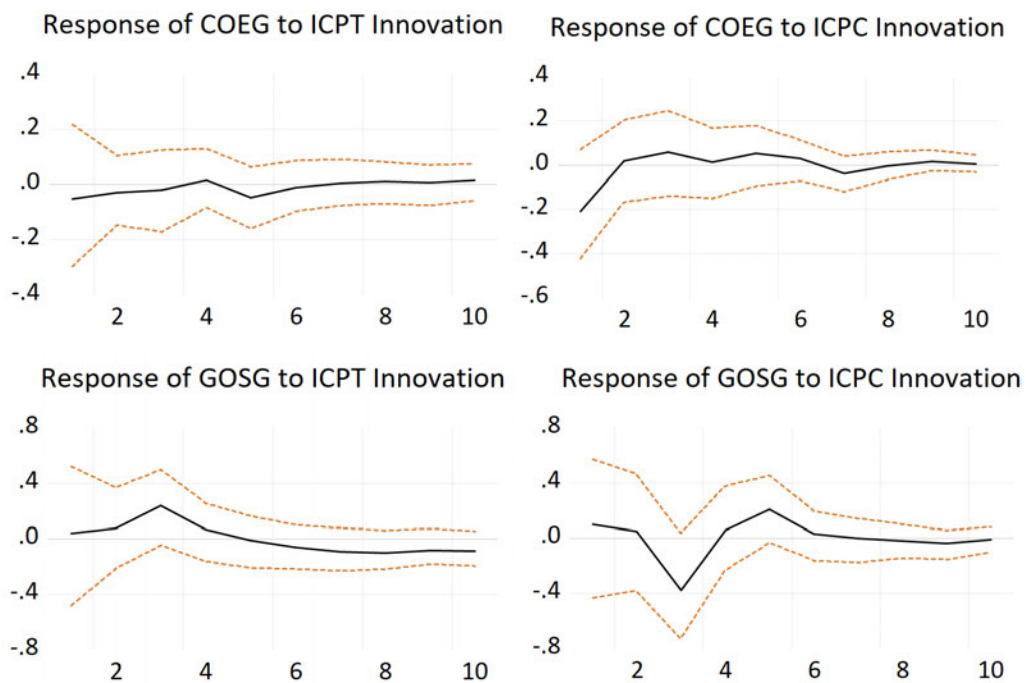 Response of COEG to ICPT Innovation
.4
.2
.0
-.2
-.4
2 4 6 8 10
Response of COEG to ICPC Innovation
.4
.2
.0
-.2
-.4
-.6
2 4 6 8 10
Response of GOSG to ICPT Innovation
.8
.4
.0
-.4
-.8
2 4 6 8 10
Response of GOSG to ICPC Innovation
.8
.4
.0
-.4
-.8
2 4 6 8 10